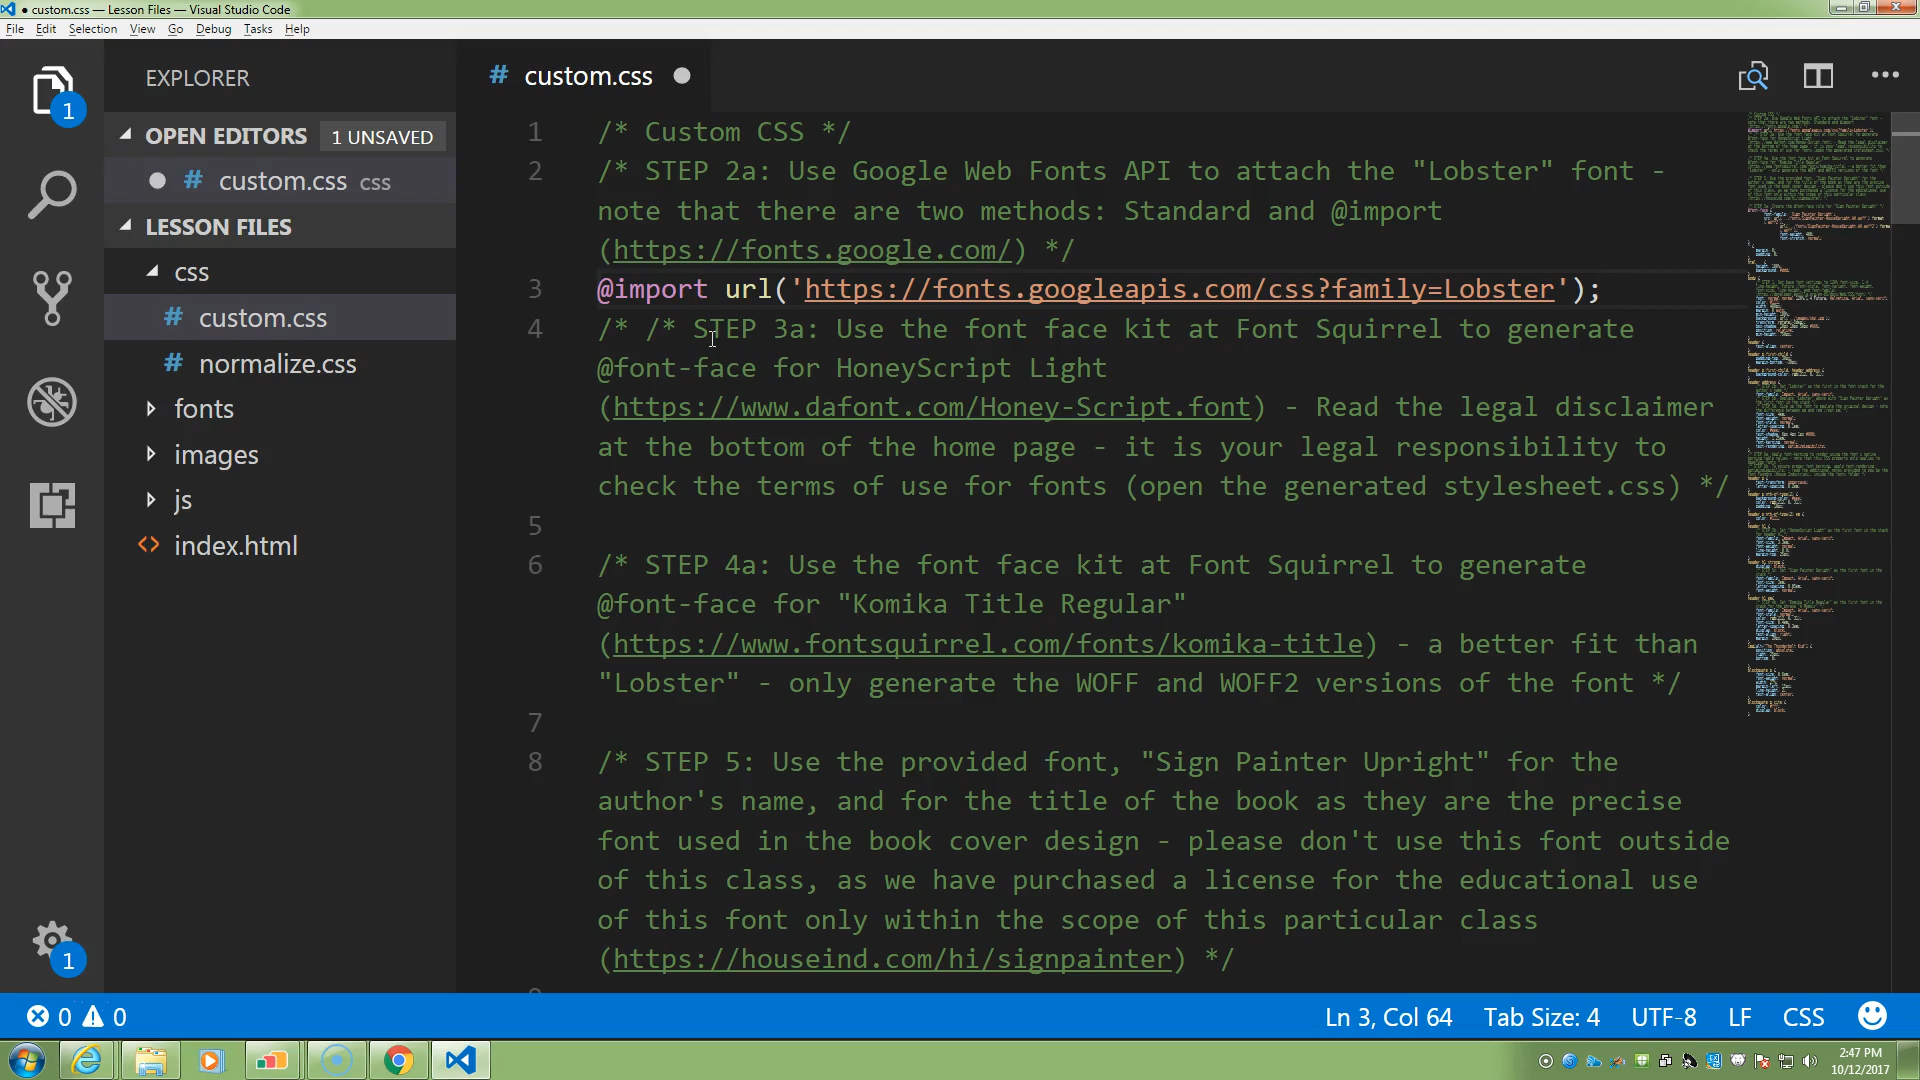 ● custom.css — Lesson Files — Visual Studio Code
File Edit Selection View Go Debug Tasks Help
EXPLORER
1
OPEN EDITORS 1 UNSAVED
# custom.css css
LESSON FILES
css
# custom.css
# normalize.css
fonts
images
js
<> index.html
1
# custom.css
1 /* Custom CSS */
2 /* STEP 2a: Use Google Web Fonts API to attach the "Lobster" font -
note that there are two methods: Standard and @import
(https://fonts.google.com/) */
3 @import url('https://fonts.googleapis.com/css?family=Lobster');
4 /* /* STEP 3a: Use the font face kit at Font Squirrel to generate
@font-face for HoneyScript Light
(https://www.dafont.com/Honey-Script.font) - Read the legal disclaimer
at the bottom of the home page - it is your legal responsibility to
check the terms of use for fonts (open the generated stylesheet.css) */
5
6 /* STEP 4a: Use the font face kit at Font Squirrel to generate
@font-face for "Komika Title Regular"
(https://www.fontsquirrel.com/fonts/komika-title) - a better fit than
"Lobster" - only generate the WOFF and WOFF2 versions of the font */
7
8 /* STEP 5: Use the provided font, "Sign Painter Upright" for the
author's name, and for the title of the book as they are the precise
font used in the book cover design - please don't use this font outside
of this class, as we have purchased a license for the educational use
of this font only within the scope of this particular class
(https://houseind.com/hi/signpainter) */
0 0 Ln 3, Col 64 Tab Size: 4 UTF-8 LF CSS
2:47 PM
10/12/2017